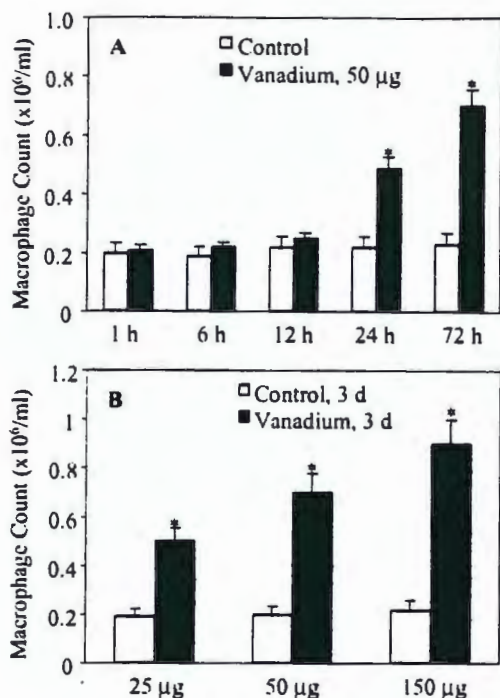 A
Control
Vanadium, 50 µg
Macrophage Count (x10⁶/ml)
1.0
0.8
0.6
0.4
0.2
0
*
*
1 h 6 h 12 h 24 h 72 h
B
Control, 3 d
Vanadium, 3 d
Macrophage Count (x10⁶/ml)
1.2
1
0.8
0.6
0.4
0.2
0
*
*
*
25 µg 50 µg 150 µg